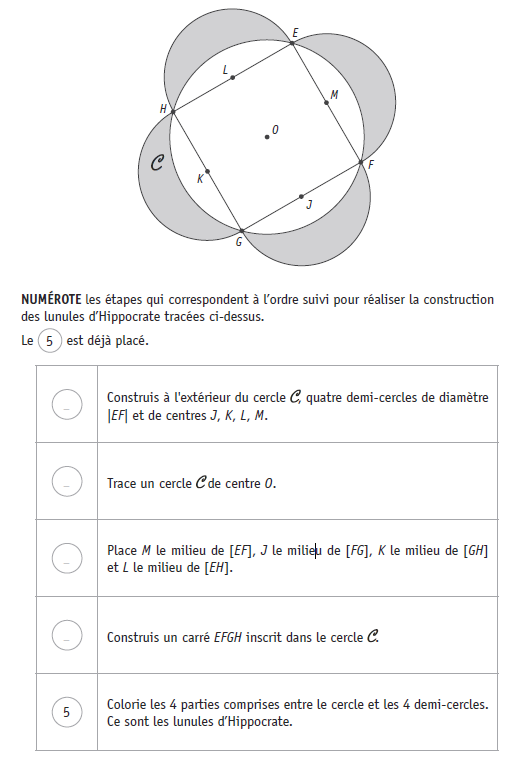 E
L
M
H
O
𝒞
F
K
J
G
NUMÉROTE les étapes qui correspondent à l'ordre suivi pour réaliser la construction
des lunules d'Hippocrate tracées ci-dessus.
Le 5 est déjà placé.
_
Construis à l'extérieur du cercle 𝒞, quatre demi-cercles de diamètre
|EF| et de centres J, K, L, M.
_
Trace un cercle 𝒞 de centre O.
_
Place M le milieu de [EF], J le milieu de [FG], K le milieu de [GH]
et L le milieu de [EH].
_
Construis un carré EFGH inscrit dans le cercle 𝒞.
5
Colorie les 4 parties comprises entre le cercle et les 4 demi-cercles.
Ce sont les lunules d'Hippocrate.